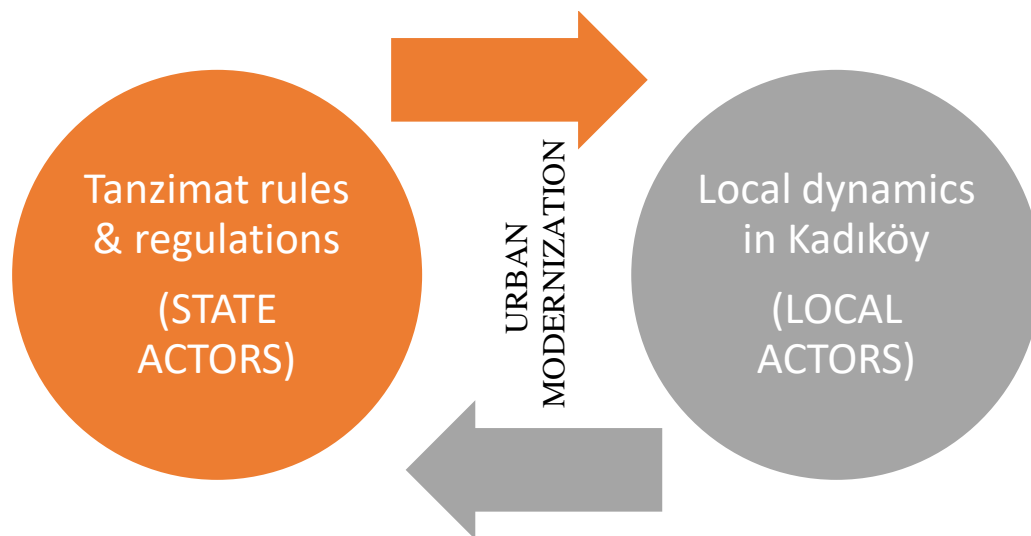 Tanzimat rules
& regulations
(STATE
ACTORS)
URBAN
MODERNIZATION
Local dynamics
in Kadıköy
(LOCAL
ACTORS)